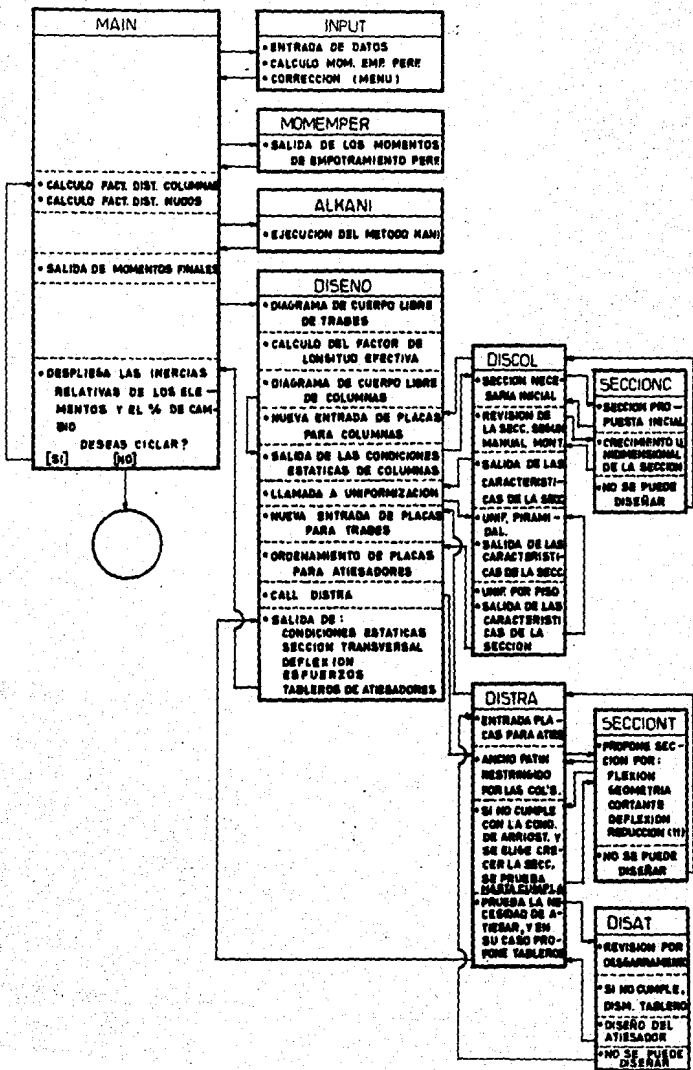 MAIN
• CALCULO FACT. DIST. COLUMNAS
• CALCULO FACT. DIST. NUDOS
• SALIDA DE MOMENTOS FINALES
• DESPLIEGA LAS INERCIAS
RELATIVAS DE LOS ELE-
MENTOS Y EL % DE CAM-
BIO
DESEAS CICLAR ?
[SI] [NO]
INPUT
• ENTRADA DE DATOS
• CALCULO MOM. EMP. PERF.
• CORRECCION (MENU)
MOMEMPER
• SALIDA DE LOS MOMENTOS
DE EMPOTRAMIENTO PERF.
ALKANI
• EJECUCION DEL METODO KANI
DISENO
• DIAGRAMA DE CUERPO LIBRE
DE TRABES
• CALCULO DEL FACTOR DE
LONGITUD EFECTIVA
• DIAGRAMA DE CUERPO LIBRE
DE COLUMNAS
• NUEVA ENTRADA DE PLACAS
PARA COLUMNAS
• SALIDA DE LAS CONDICIONES
ESTATICAS DE COLUMNAS
• LLAMADA A UNIFORMIZACION
• NUEVA ENTRADA DE PLACAS
PARA TRABES
• ORDENAMIENTO DE PLACAS
PARA ATIESADORES
• CALL DISTRA
• SALIDA DE :
CONDICIONES ESTATICAS
SECCION TRANSVERSAL
DEFLEXION
ESFUERZOS
TABLEROS DE ATIESADORES
DISCOL
• SECCION NECE-
SARIA INICIAL
• REVISION DE
LA SECC. SEGUN
MANUAL MONT.
• SALIDA DE LAS
CARACTERISTI-
CAS DE LA SECC
• UNIF. PIRAMI-
DAL.
• SALIDA DE LAS
CARACTERISTI-
CAS DE LA SECC.
• UNIF. POR PISO
• SALIDA DE LAS
CARACTERISTI
CAS DE LA
SECCION
SECCIONC
• SECCION PRO-
PUESTA INICIAL
• CRECIMIENTO U
NIDIMENSIONAL
DE LA SECCION
• NO SE PUEDE
DISEÑAR
DISTRA
• ENTRADA PLA-
CAS PARA ATIES
• ANCHO PATIN
RESTRINGIDO
POR LAS COL'S.
• SI NO CUMPLE
CON LA COND.
DE ARRIOST. Y
SE ELIGE CRE-
CER LA SECC.
SE PRUEBA
HASTA CUMPLA
• PRUEBA LA NE-
CESIDAD DE A-
TIESAR, Y EN
SU CASO PRO-
PONE TABLEROS
SECCIONT
• PROPONE SEC-
CION POR :
FLEXION
GEOMETRIA
CORTANTE
DEFLEXION
REDUCCION (11)
• NO SE PUEDE
DISEÑAR
DISAT
• REVISION POR
DESGARRAMIENTO
• SI NO CUMPLE,
DISM. TABLERO
• DISEÑO DEL
ATIESADOR
• NO SE PUEDE
DISEÑAR